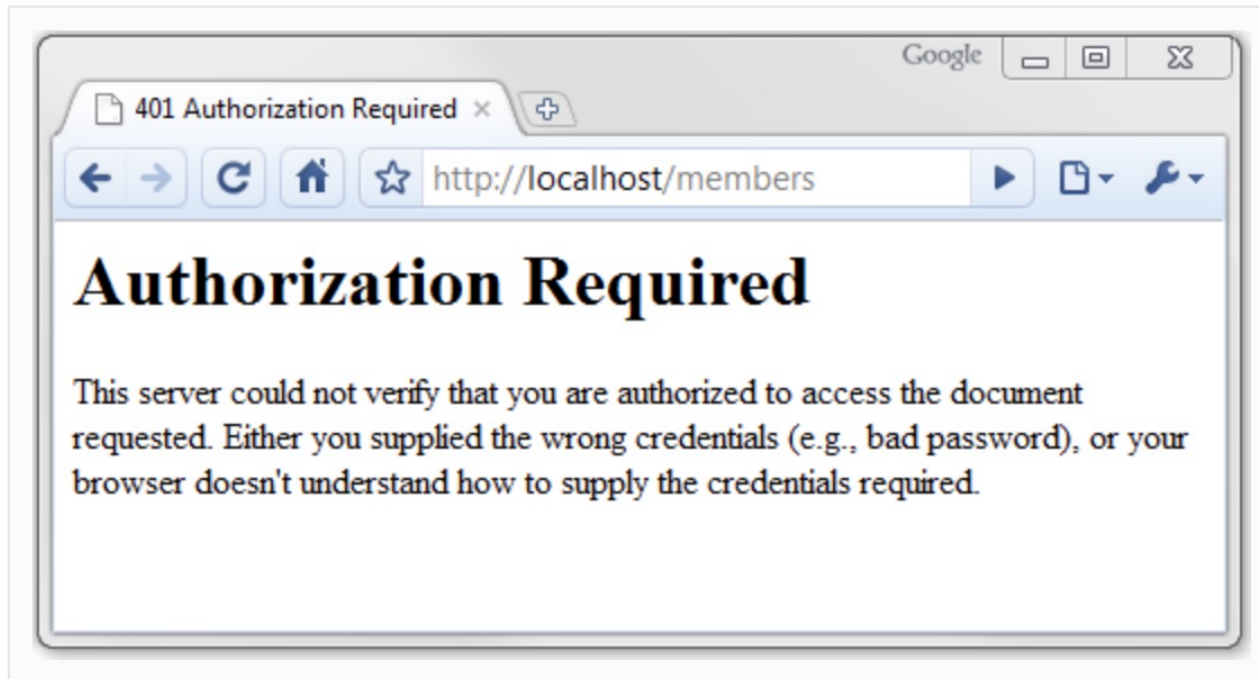 Google
401 Authorization Required
http://localhost/members
Authorization Required
This server could not verify that you are authorized to access the document
requested. Either you supplied the wrong credentials (e.g., bad password), or your
browser doesn't understand how to supply the credentials required.